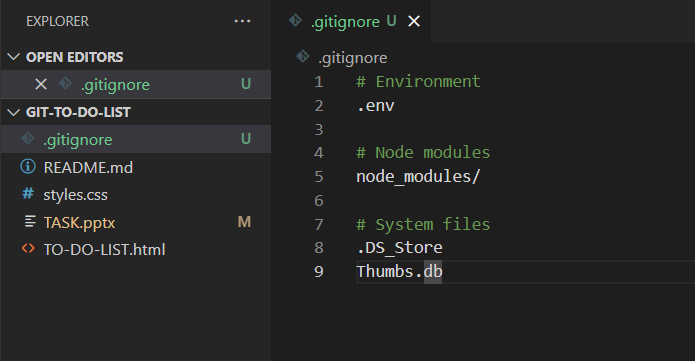 EXPLORER
OPEN EDITORS
.gitignore U
GIT-TO-DO-LIST
.gitignore U
README.md
styles.css
TASK.pptx M
TO-DO-LIST.html
.gitignore U
.gitignore
1 # Environment
2 .env
3
4 # Node modules
5 node_modules/
6
7 # System files
8 .DS_Store
9 Thumbs.db